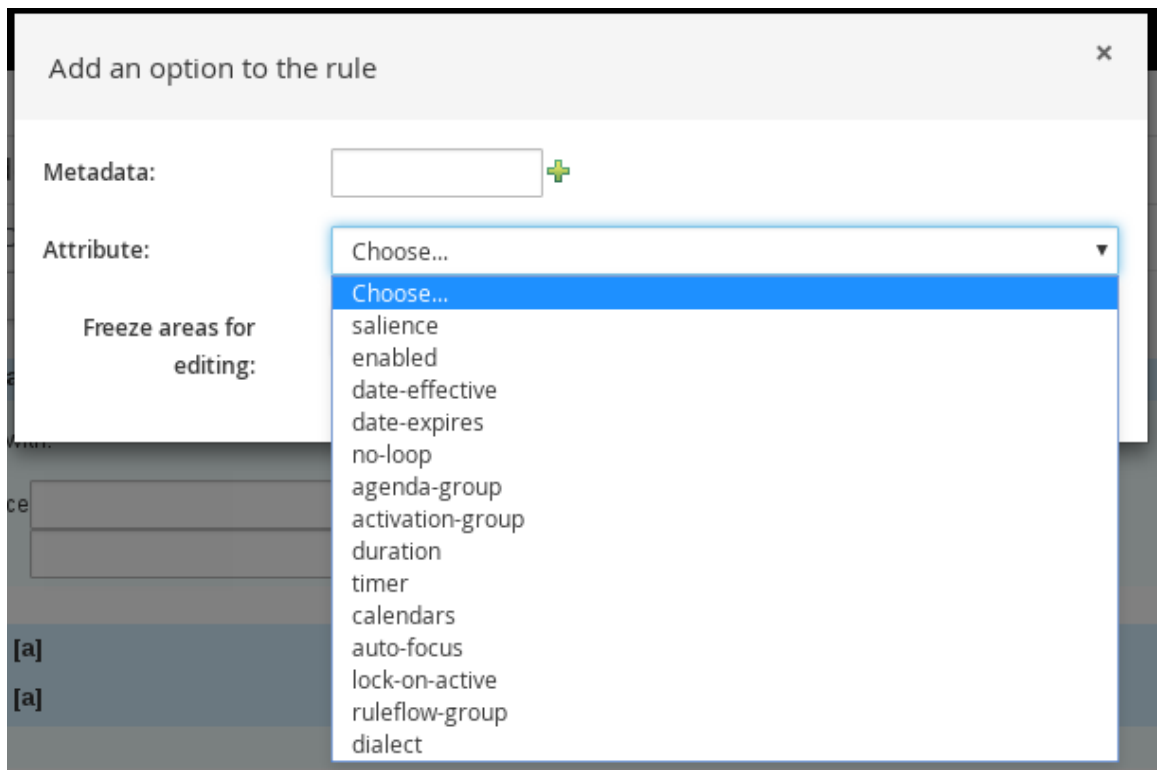 Add an option to the rule ×
Metadata:
Attribute: Choose...
Choose...
Freeze areas for
editing:
salience
enabled
date-effective
date-expires
no-loop
agenda-group
activation-group
duration
timer
calendars
auto-focus
lock-on-active
ruleflow-group
dialect
ce
[a]
[a]